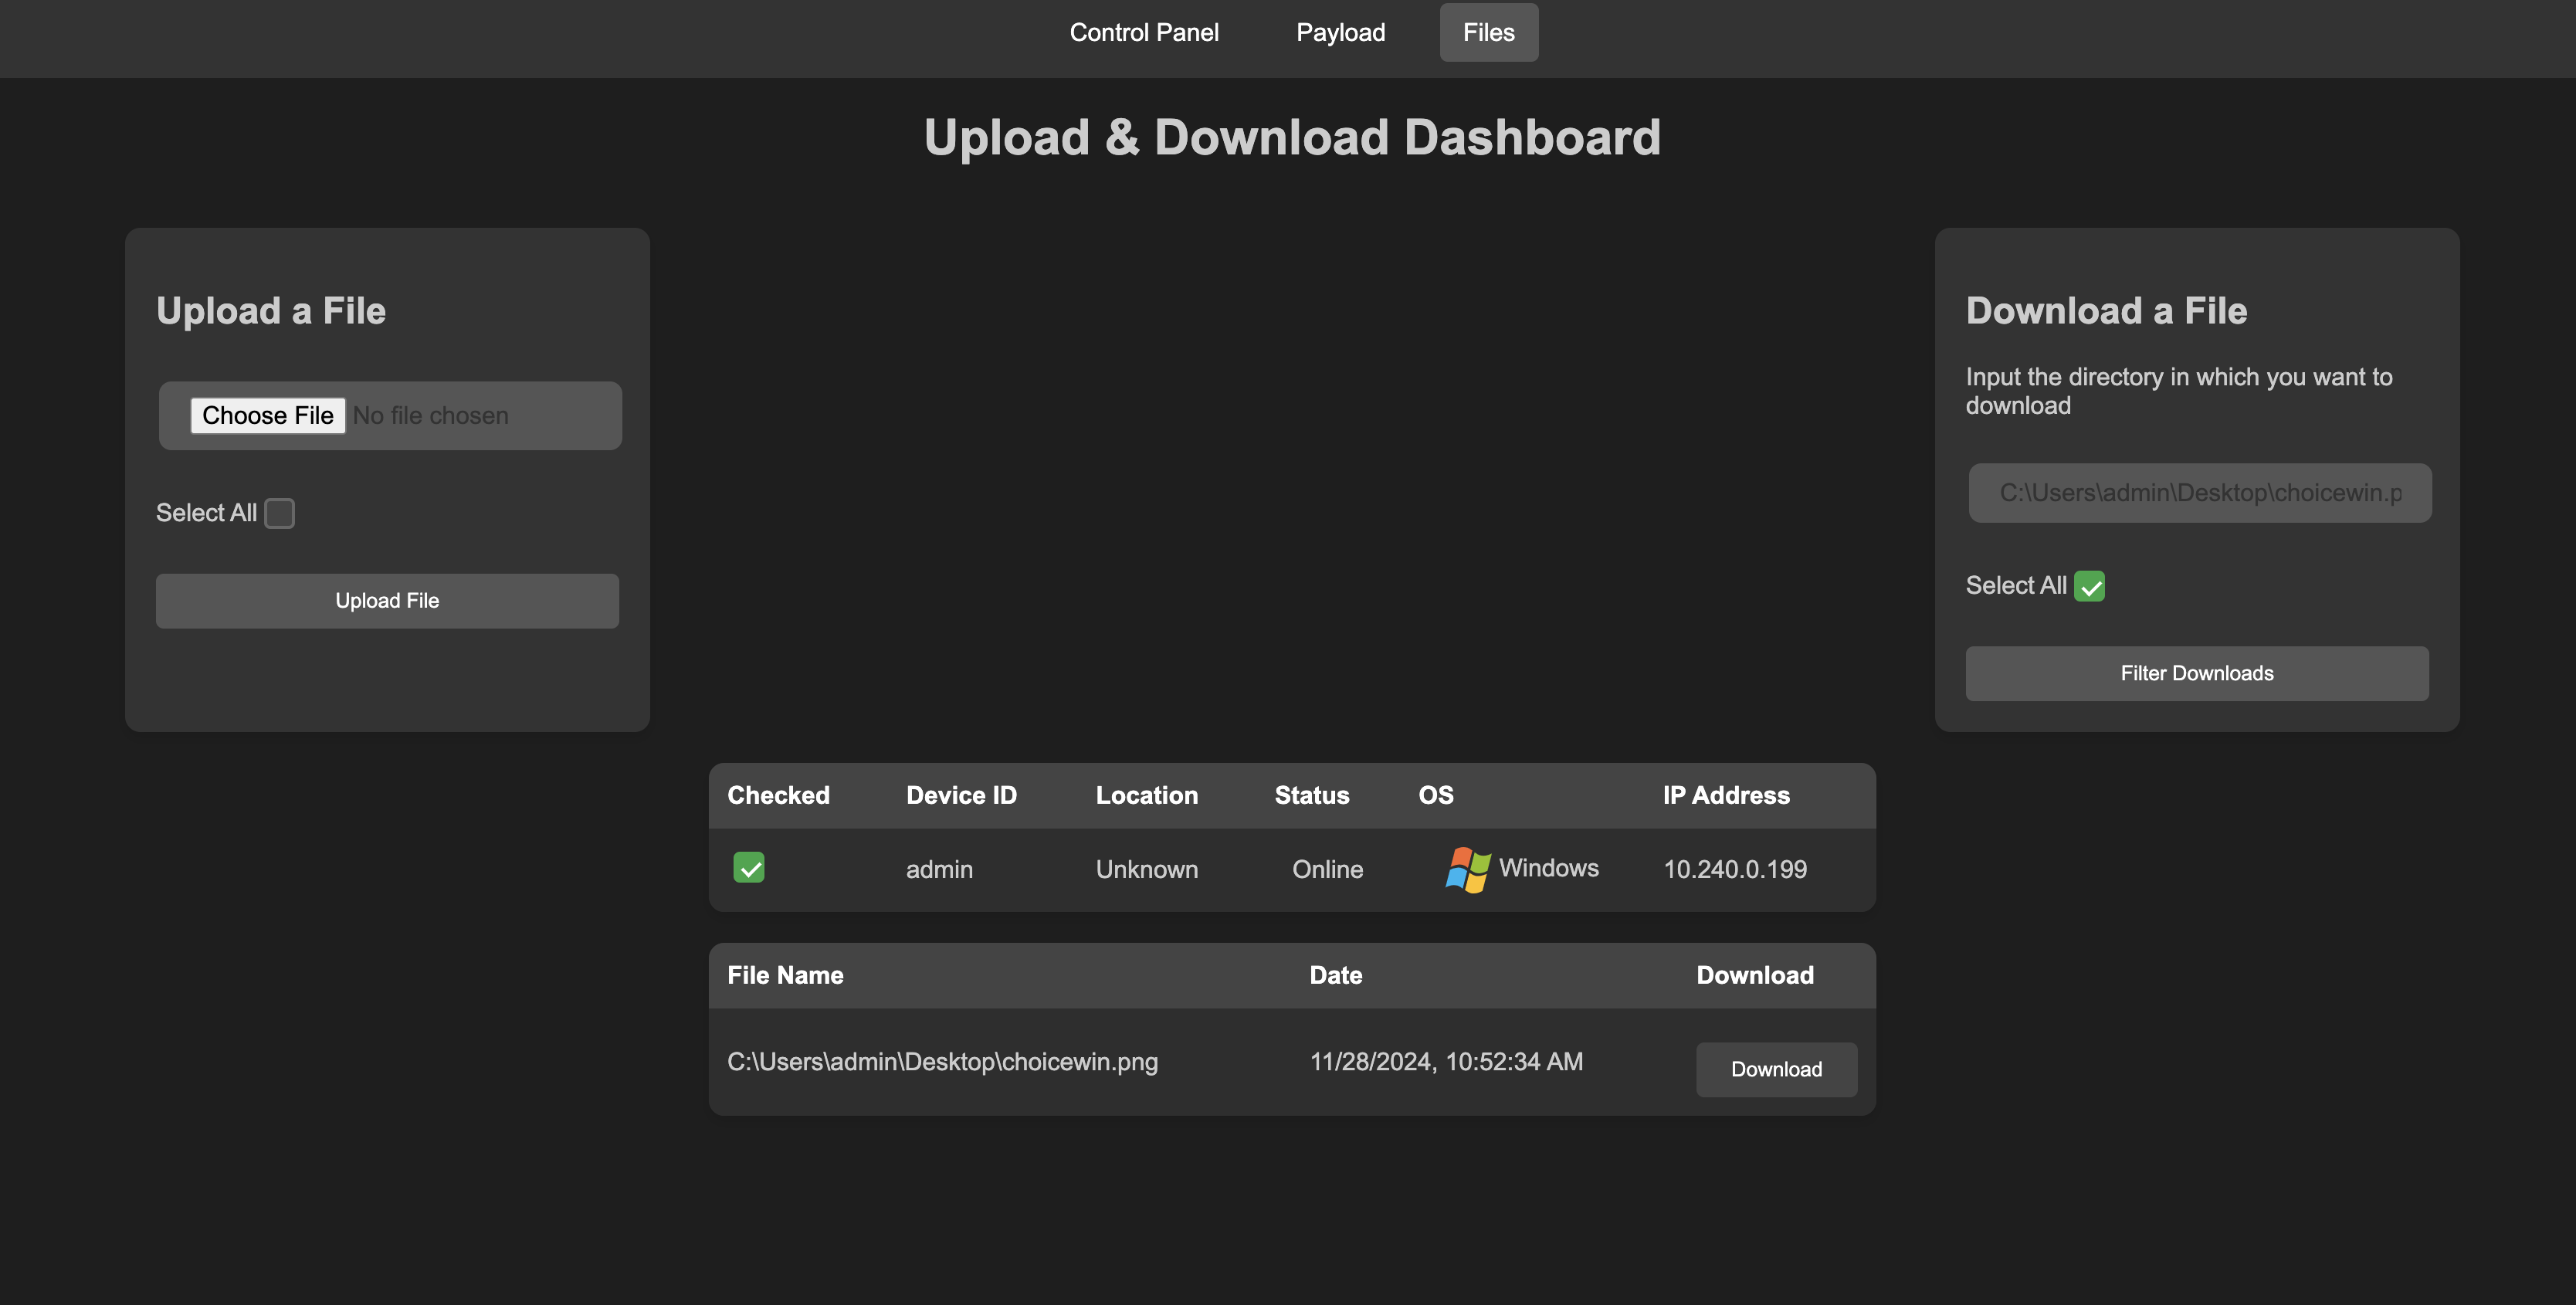 Control Panel Payload Files
Upload & Download Dashboard
Upload a File
Choose File No file chosen
Select All
Upload File
Download a File
Input the directory in which you want to
download
C:\Users\admin\Desktop\choicewin.p
Select All
Filter Downloads
Checked Device ID Location Status OS IP Address
admin Unknown Online Windows 10.240.0.199
File Name Date Download
C:\Users\admin\Desktop\choicewin.png 11/28/2024, 10:52:34 AM Download